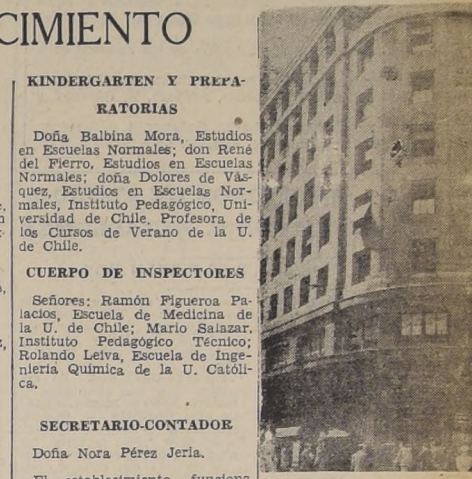 CIMIENTO
KINDERGARTEN Y PREPA-
RATORIAS
Doña Balbina Mora, Estudios
en Escuelas Normales; don René
del Fierro, Estudios en Escuelas
Normales; doña Dolores de Vás-
quez, Estudios en Escuelas Nor-
males, Instituto Pedagógico, Uni-
versidad de Chile, Profesora de
los Cursos de Verano de la U.
de Chile.
CUERPO DE INSPECTORES
Señores: Ramón Figueroa Pa-
lacios, Escuela de Medicina de
la U. de Chile; Mario Salazar,
Instituto Pedagógico Técnico;
Rolando Leiva, Escuela de Inge-
niería Química de la U. Católi-
ca.
SECRETARIO-CONTADOR
Doña Nora Pérez Jeria.
El establecimiento funciona